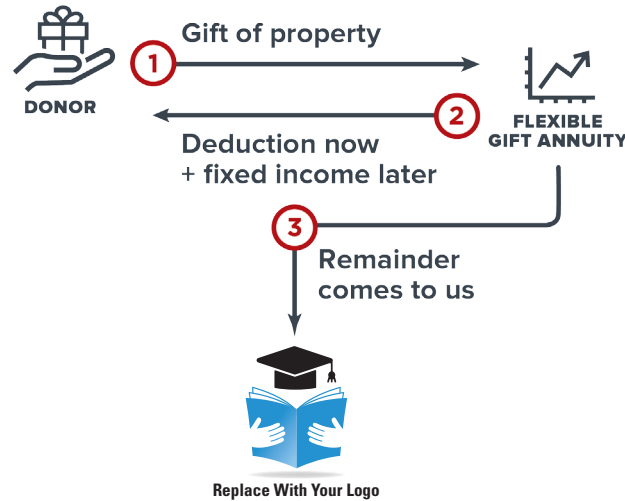 Gift of property
1
DONOR
2
FLEXIBLE
GIFT ANNUITY
Deduction now
+ fixed income later
3
Remainder
comes to us
Replace With Your Logo